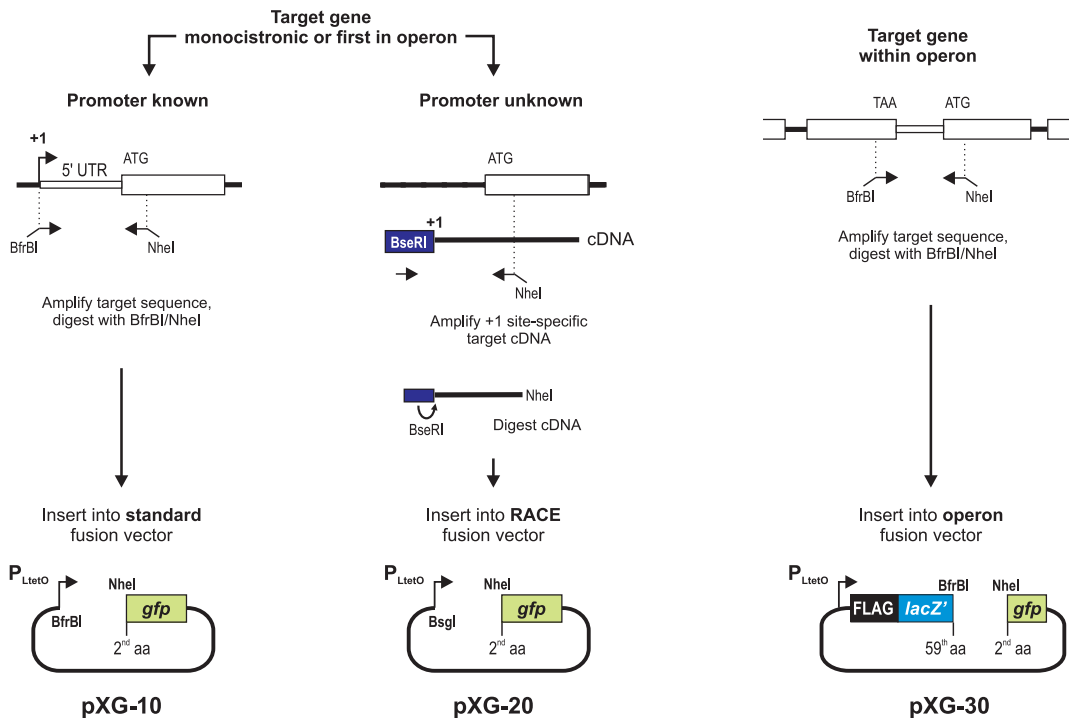 Target gene
monocistronic or first in operon
Promoter known
+1
5' UTR
ATG
BfrBI
NheI
Amplify target sequence,
digest with BfrBI/NheI
Insert into standard
fusion vector
P LtetO
NheI
gfp
BfrBI
2nd aa
pXG-10
Promoter unknown
ATG
+1
BseRI
cDNA
NheI
Amplify +1 site-specific
target cDNA
NheI
BseRI
Digest cDNA
Insert into RACE
fusion vector
P LtetO
NheI
gfp
BsgI
2nd aa
pXG-20
Target gene
within operon
TAA
ATG
BfrBI
NheI
Amplify target sequence,
digest with BfrBI/NheI
Insert into operon
fusion vector
P LtetO
BfrBI
NheI
FLAG lacZ'
gfp
59th aa
2nd aa
pXG-30